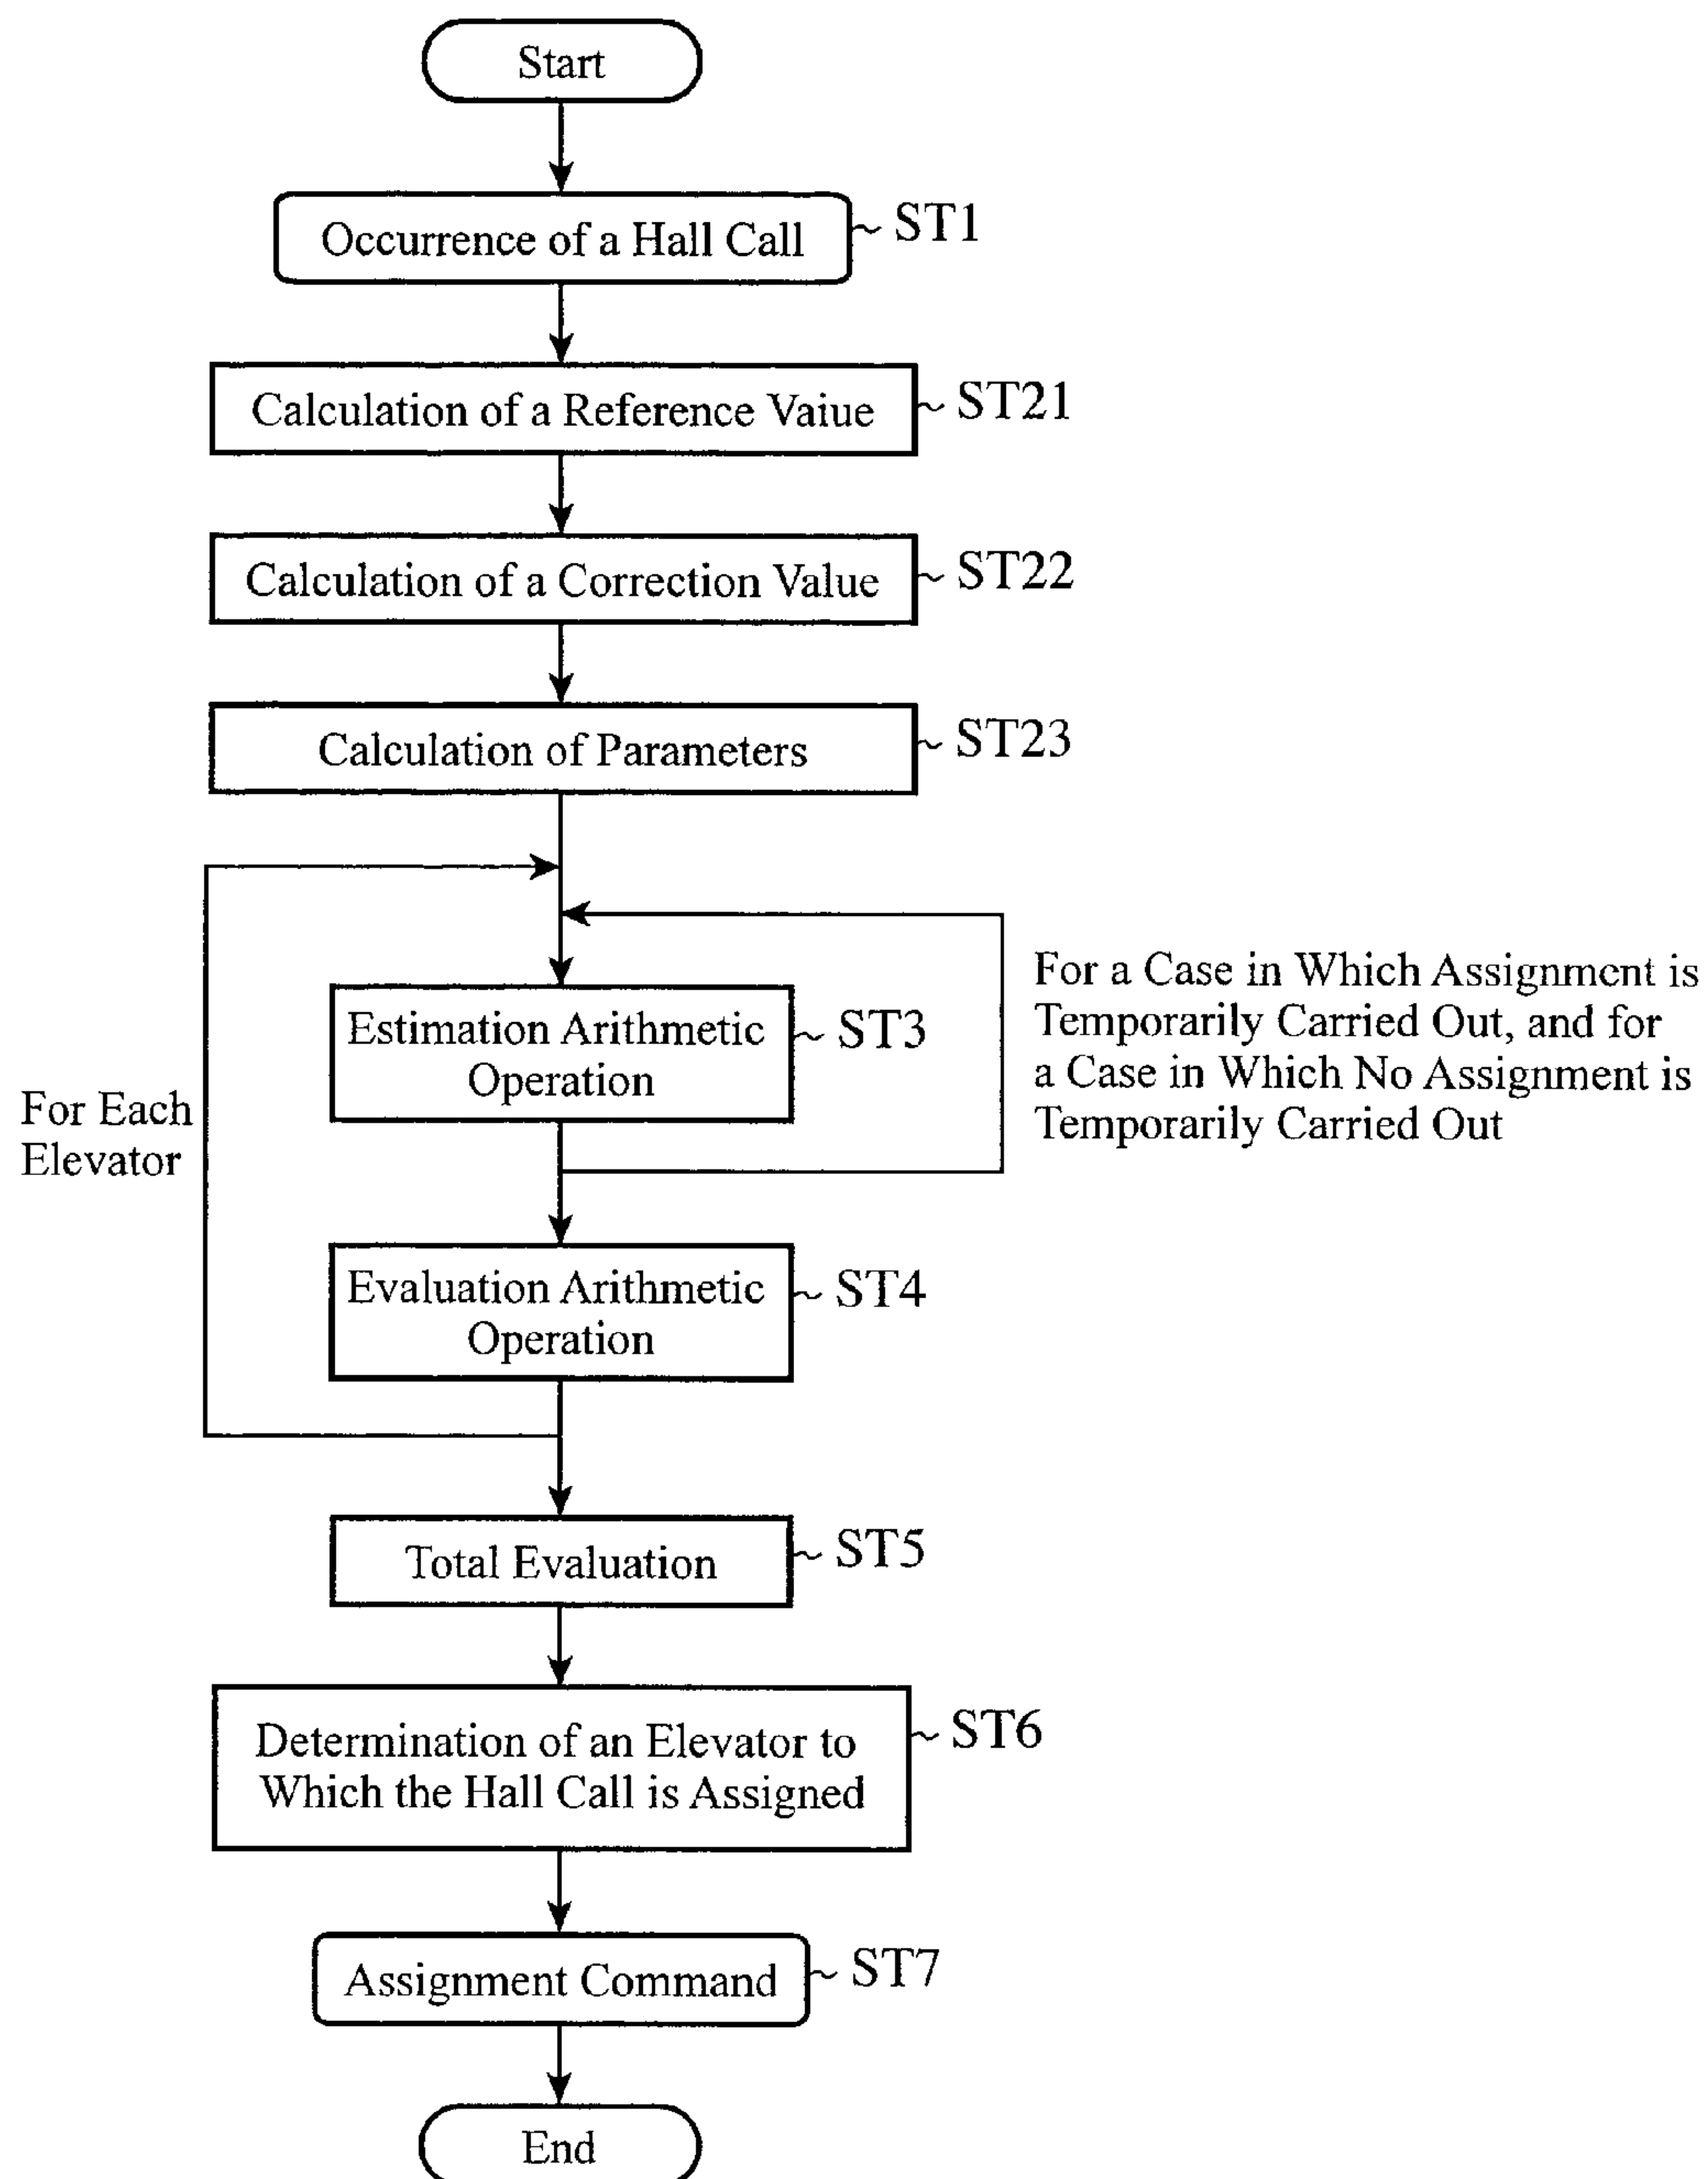 Start
Occurrence of a Hall Call
ST1
Calculation of a Reference Vaiue
ST21
Calculation of a Correction Value
ST22
Calculation of Parameters
ST23
For a Case in Which Assignment is
Temporarily Carried Out, and for
a Case in Which No Assignment is
Temporarily Carried Out
Estimation Arithmetic
Operation
ST3
For Each
Elevator
Evaluation Arithmetic
Operation
ST4
Total Evaluation
ST5
Determination of an Elevator to
Which the Hall Call is Assigned
ST6
Assignment Command
ST7
End